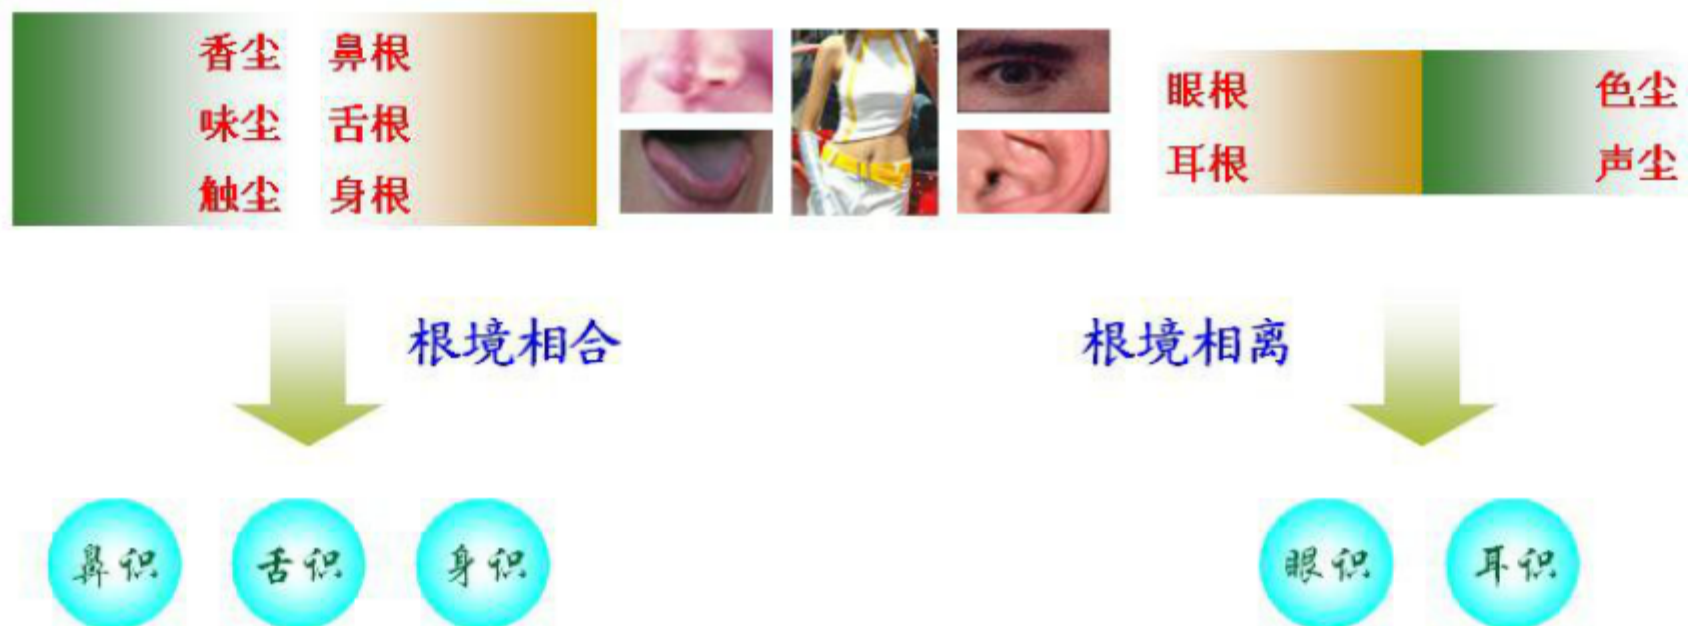 香尘 鼻根
味尘 舌根
触尘 身根
眼根 色尘
耳根 声尘
根境相合
根境相离
鼻识 舌识 身识
眼识 耳识